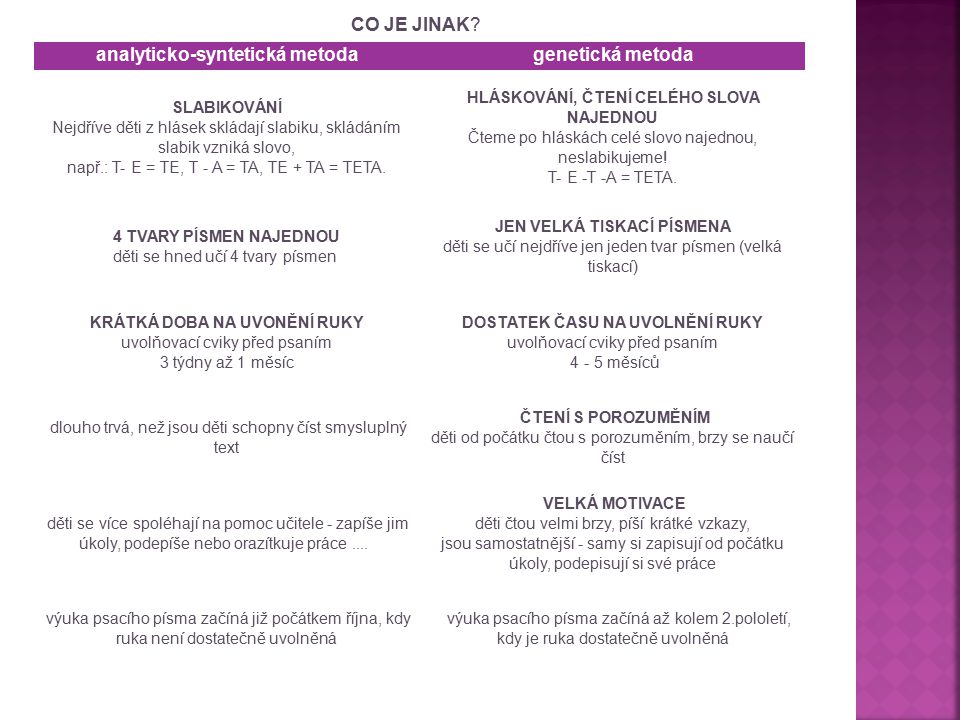 CO JE JINAK?
analyticko-syntetická metoda
genetická metoda
SLABIKOVÁNÍ
Nejdříve děti z hlásek skládají slabiku, skládáním
slabik vzniká slovo,
např.: T- E = TE, T - A = TA, TE + TA = TETA.
HLÁSKOVÁNÍ, ČTENÍ CELÉHO SLOVA
NAJEDNOU
Čteme po hláskách celé slovo najednou,
neslabikujeme!
T- E -T -A = TETA.
4 TVARY PÍSMEN NAJEDNOU
děti se hned učí 4 tvary písmen
JEN VELKÁ TISKACÍ PÍSMENA
děti se učí nejdříve jen jeden tvar písmen (velká
tiskací)
KRÁTKÁ DOBA NA UVONĚNÍ RUKY
uvolňovací cviky před psaním
3 týdny až 1 měsíc
DOSTATEK ČASU NA UVOLNĚNÍ RUKY
uvolňovací cviky před psaním
4 - 5 měsíců
dlouho trvá, než jsou děti schopny číst smysluplný
text
ČTENÍ S POROZUMĚNÍM
děti od počátku čtou s porozuměním, brzy se naučí
číst
děti se více spoléhají na pomoc učitele - zapíše jim
úkoly, podepíše nebo orazítkuje práce ....
VELKÁ MOTIVACE
děti čtou velmi brzy, píší krátké vzkazy,
jsou samostatnější - samy si zapisují od počátku
úkoly, podepisují si své práce
výuka psacího písma začíná již počátkem října, kdy
ruka není dostatečně uvolněná
výuka psacího písma začíná až kolem 2.pololetí,
kdy je ruka dostatečně uvolněná